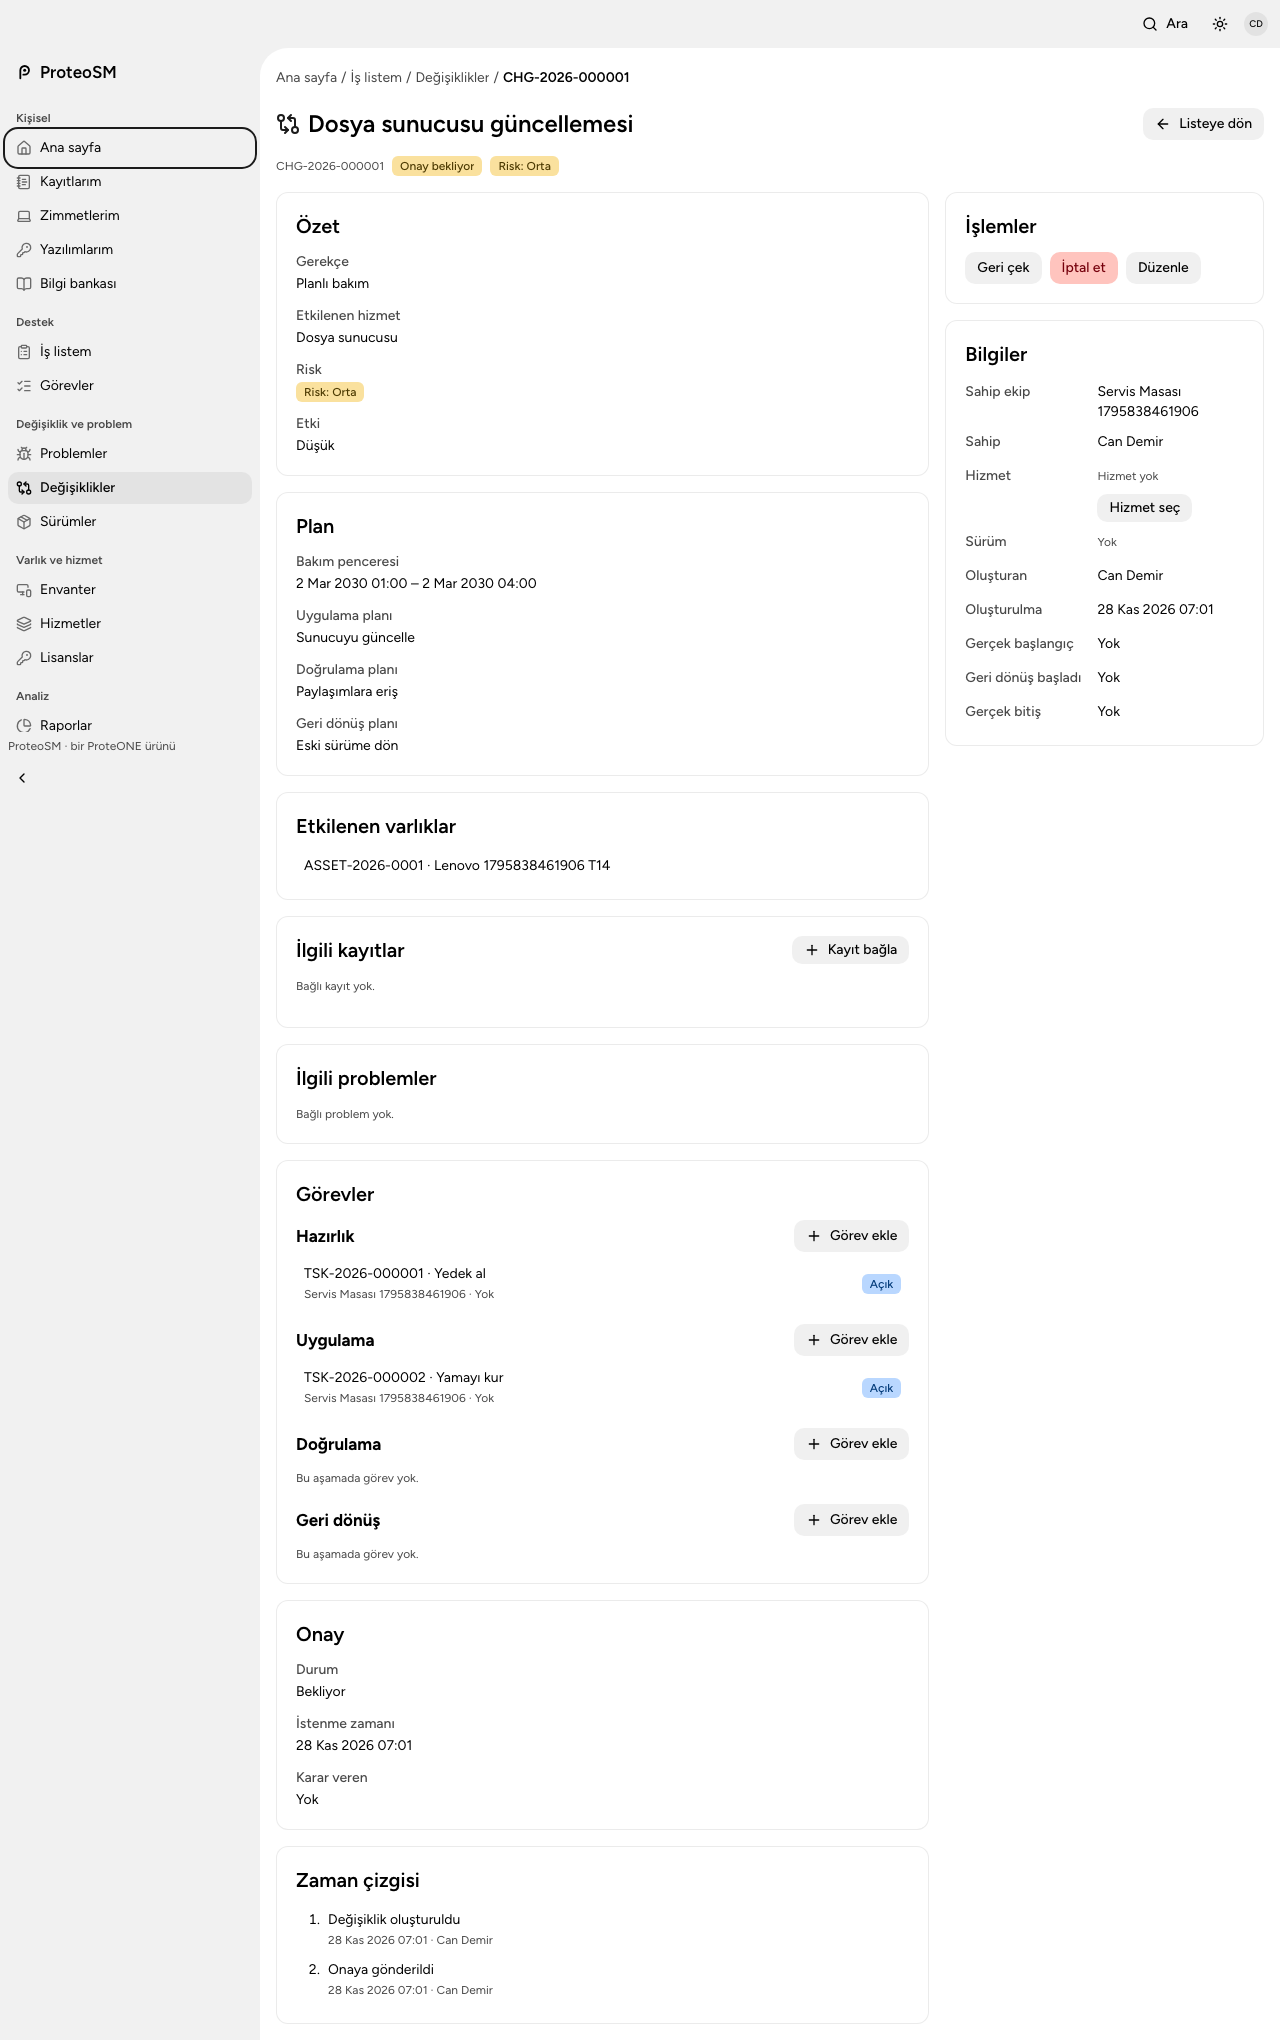 Ara
CD
ProteoSM
Kişisel
Ana sayfa
Kayıtlarım
Zimmetlerim
Yazılımlarım
Bilgi bankası
Destek
İş listem
Görevler
Değişiklik ve problem
Problemler
Değişiklikler
Sürümler
Varlık ve hizmet
Envanter
Hizmetler
Lisanslar
Analiz
Raporlar
ProteoSM · bir ProteONE ürünü
Ana sayfa / İş listem / Değişiklikler / CHG-2026-000001
Dosya sunucusu güncellemesi
Listeye dön
CHG-2026-000001 Onay bekliyor Risk: Orta
Özet
Gerekçe
Planlı bakım
Etkilenen hizmet
Dosya sunucusu
Risk
Risk: Orta
Etki
Düşük
Plan
Bakım penceresi
2 Mar 2030 01:00 – 2 Mar 2030 04:00
Uygulama planı
Sunucuyu güncelle
Doğrulama planı
Paylaşımlara eriş
Geri dönüş planı
Eski sürüme dön
Etkilenen varlıklar
ASSET-2026-0001 · Lenovo 1795838461906 T14
İlgili kayıtlar
Kayıt bağla
Bağlı kayıt yok.
İlgili problemler
Bağlı problem yok.
Görevler
Hazırlık
Görev ekle
TSK-2026-000001 · Yedek al
Servis Masası 1795838461906 · Yok
Açık
Uygulama
Görev ekle
TSK-2026-000002 · Yamayı kur
Servis Masası 1795838461906 · Yok
Açık
Doğrulama
Görev ekle
Bu aşamada görev yok.
Geri dönüş
Görev ekle
Bu aşamada görev yok.
Onay
Durum
Bekliyor
İstenme zamanı
28 Kas 2026 07:01
Karar veren
Yok
Zaman çizgisi
1. Değişiklik oluşturuldu
28 Kas 2026 07:01 · Can Demir
2. Onaya gönderildi
28 Kas 2026 07:01 · Can Demir
İşlemler
Geri çek İptal et Düzenle
Bilgiler
Sahip ekip Servis Masası
1795838461906
Sahip Can Demir
Hizmet Hizmet yok
Hizmet seç
Sürüm Yok
Oluşturan Can Demir
Oluşturulma 28 Kas 2026 07:01
Gerçek başlangıç Yok
Geri dönüş başladı Yok
Gerçek bitiş Yok